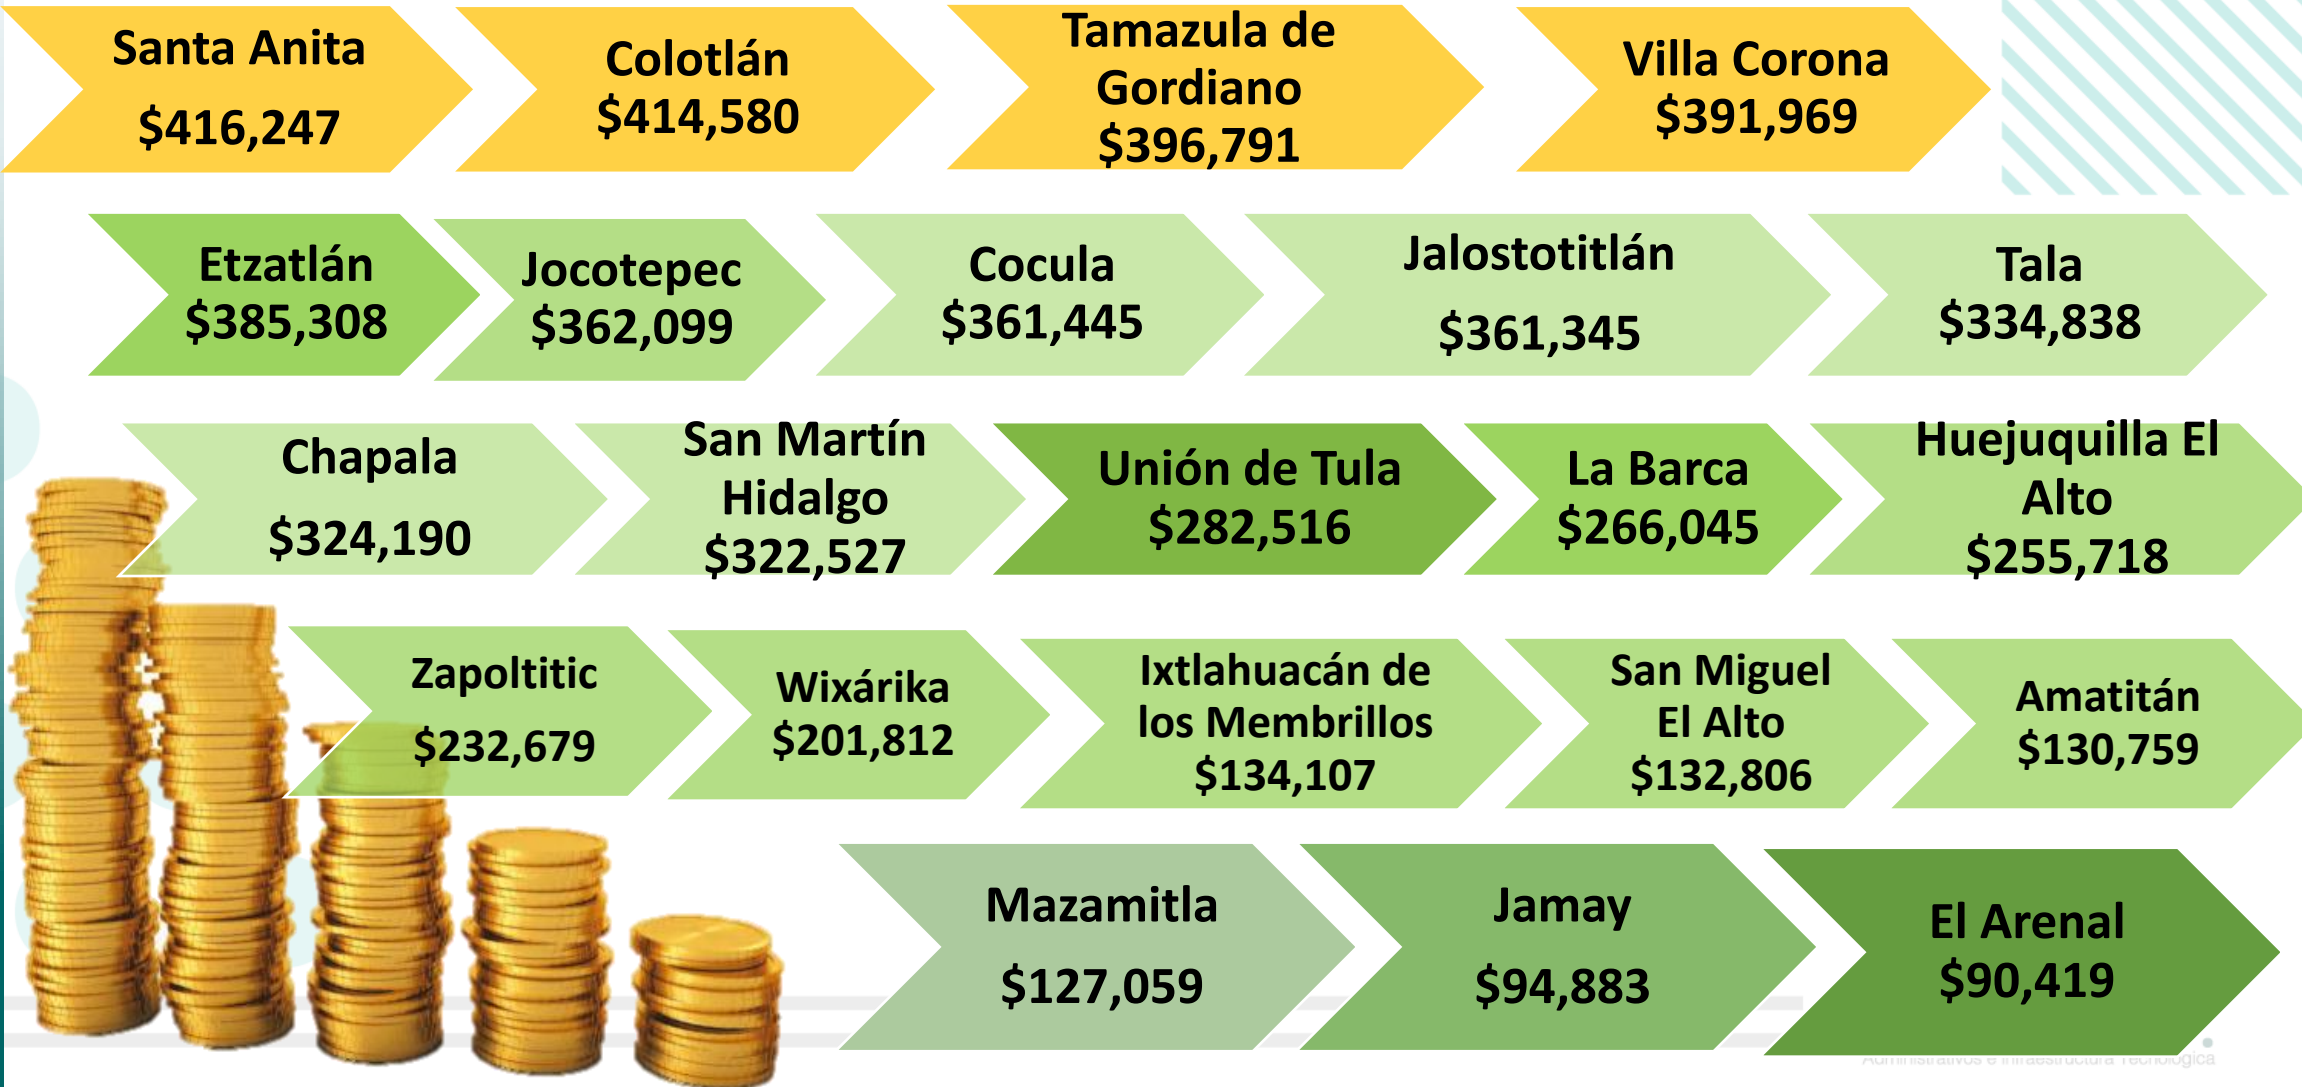 Santa Anita
$416,247
Colotlán
$414,580
Tamazula de
Gordiano
$396,791
Villa Corona
$391,969
Etzatlán
$385,308
Jocotepec
$362,099
Cocula
$361,445
Jalostotitlán
$361,345
Tala
$334,838
Chapala
$324,190
San Martín
Hidalgo
$322,527
Unión de Tula
$282,516
La Barca
$266,045
Huejuquilla El
Alto
$255,718
Zapoltitic
$232,679
Wixárika
$201,812
Ixtlahuacán de
los Membrillos
$134,107
San Miguel
El Alto
$132,806
Amatitán
$130,759
Mazamitla
$127,059
Jamay
$94,883
El Arenal
$90,419
Administrativos e Infraestructura Tecnológica